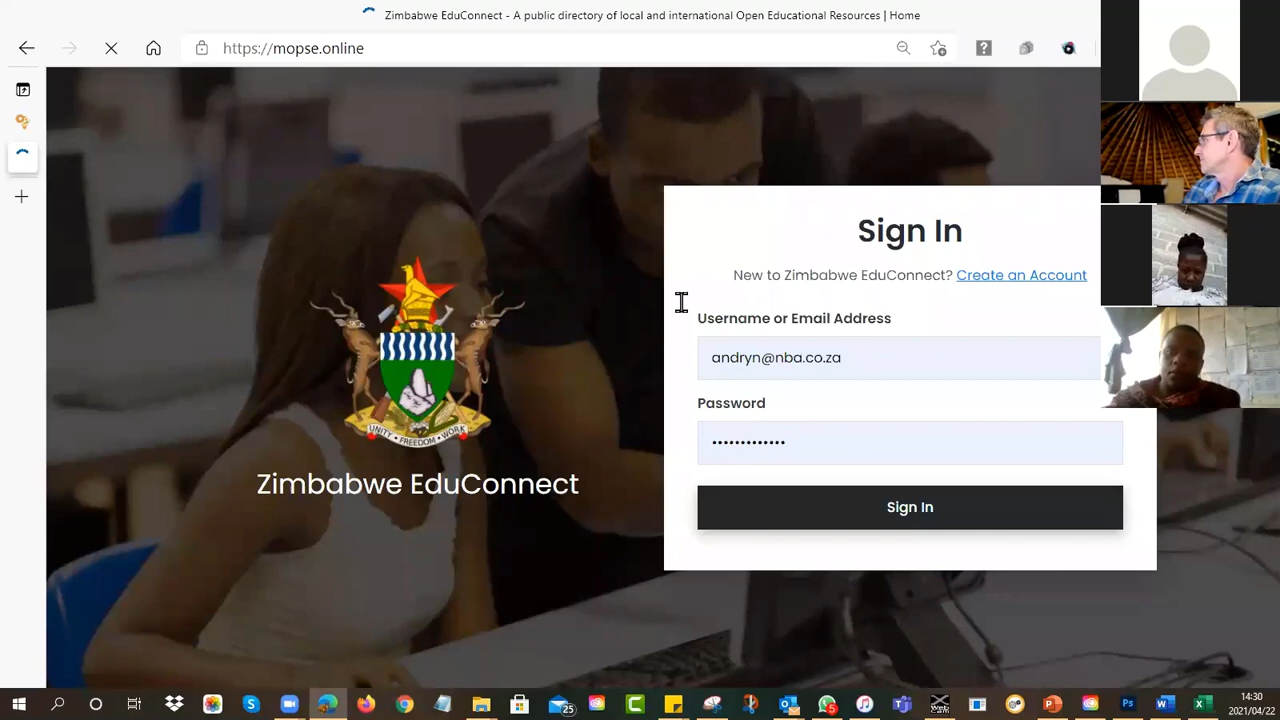 Zimbabwe EduConnect - A public directory of local and international Open Educational Resources | Home
https://mopse.online
Sign In
New to Zimbabwe EduConnect? Create an Account
Username or Email Address
andryn@nba.co.za
Password
•••••••••••••
Sign In
UNITY • FREEDOM • WORK
Zimbabwe EduConnect
25
5
14:30
2021/04/22